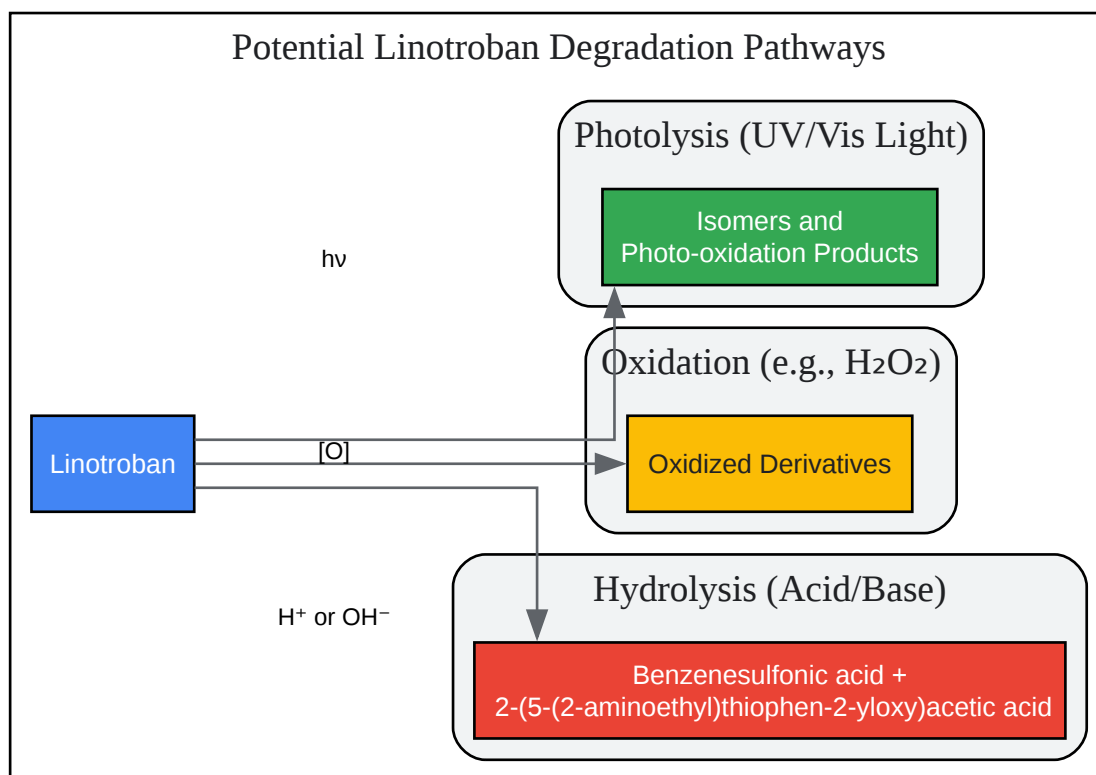 Potential Linotroban Degradation Pathways
Photolysis (UV/Vis Light)
Isomers and
Photo-oxidation Products
hν
Oxidation (e.g., H₂O₂)
Linotroban
[O]
Oxidized Derivatives
Hydrolysis (Acid/Base)
H⁺ or OH⁻
Benzenesulfonic acid +
2-(5-(2-aminoethyl)thiophen-2-yloxy)acetic acid